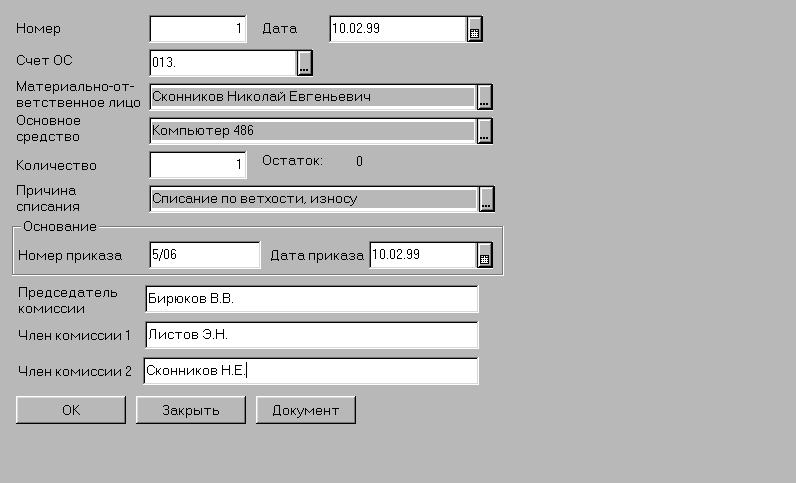 Номер 1 Дата 10.02.99
Счет ОС 013. ...
Материально-от-
ветственное лицо Сконников Николай Евгеньевич ...
Основное
средство Компьютер 486 ...
Количество 1 Остаток: 0
Причина
списания Списание по ветхости, износу ...
Основание
Номер приказа 5/06 Дата приказа 10.02.99
Председатель
комиссии Бирюков В.В.
Член комиссии 1 Листов Э.Н.
Член комиссии 2 Сконников Н.Е.
OK Закрыть Документ